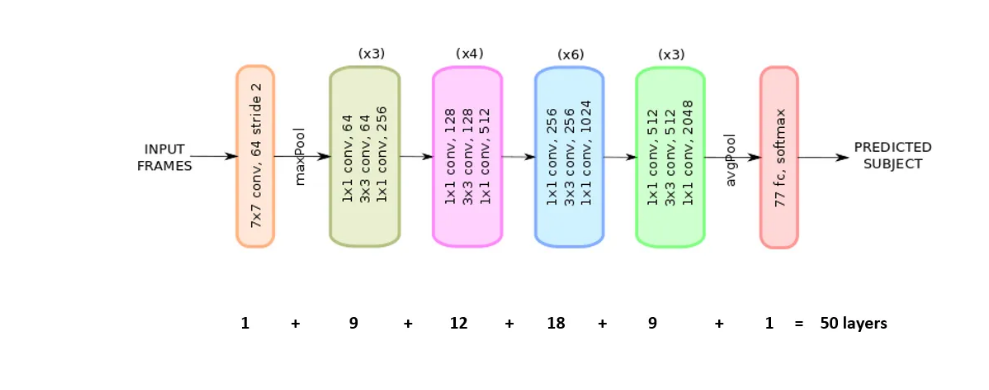 (x3)
(x4)
(x6)
(x3)
INPUT
FRAMES
7x7 conv, 64 stride 2
maxPool
1x1 conv, 64
3x3 conv, 64
1x1 conv, 256
1x1 conv, 128
3x3 conv, 128
1x1 conv, 512
1x1 conv, 256
3x3 conv, 256
1x1 conv, 1024
1x1 conv, 512
3x3 conv, 512
1x1 conv, 2048
avgPool
77 fc, softmax
PREDICTED
SUBJECT
1 + 9 + 12 + 18 + 9 + 1 = 50 layers